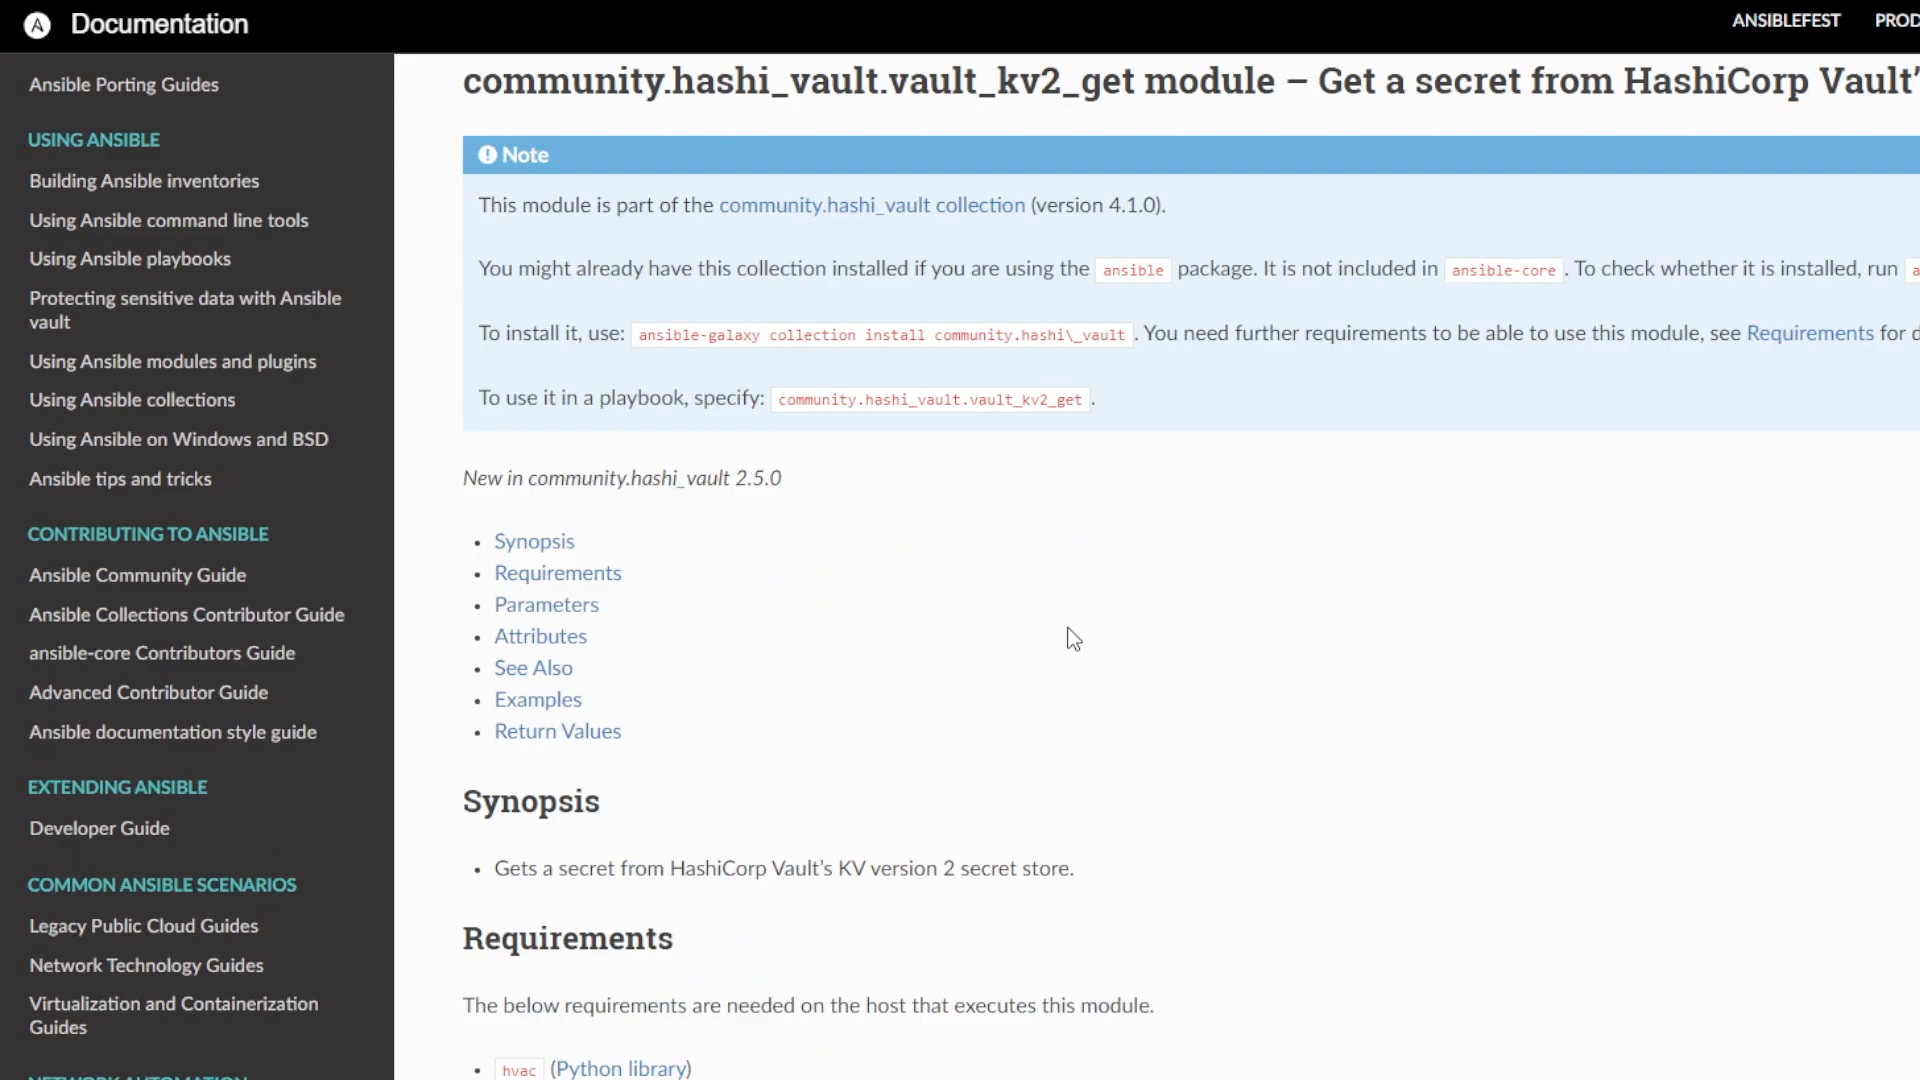 Documentation
ANSIBLEFEST
Ansible Porting Guides
USING ANSIBLE
Building Ansible inventories
Using Ansible command line tools
Using Ansible playbooks
Protecting sensitive data with Ansible
vault
Using Ansible modules and plugins
Using Ansible collections
Using Ansible on Windows and BSD
Ansible tips and tricks
CONTRIBUTING TO ANSIBLE
Ansible Community Guide
Ansible Collections Contributor Guide
ansible-core Contributors Guide
Advanced Contributor Guide
Ansible documentation style guide
EXTENDING ANSIBLE
Developer Guide
COMMON ANSIBLE SCENARIOS
Legacy Public Cloud Guides
Network Technology Guides
Virtualization and Containerization
Guides
NETWORK AUTOMATION
community.hashi_vault.vault_kv2_get module – Get a secret from HashiCorp Vault’
Note
This module is part of the community.hashi_vault collection (version 4.1.0).
You might already have this collection installed if you are using the ansible package. It is not included in ansible-core. To check whether it is installed, run
To install it, use: ansible-galaxy collection install community.hashi\_vault. You need further requirements to be able to use this module, see Requirements for
To use it in a playbook, specify: community.hashi_vault.vault_kv2_get.
New in community.hashi_vault 2.5.0
• Synopsis
• Requirements
• Parameters
• Attributes
• See Also
• Examples
• Return Values
Synopsis
• Gets a secret from HashiCorp Vault’s KV version 2 secret store.
Requirements
The below requirements are needed on the host that executes this module.
• hvac (Python library)